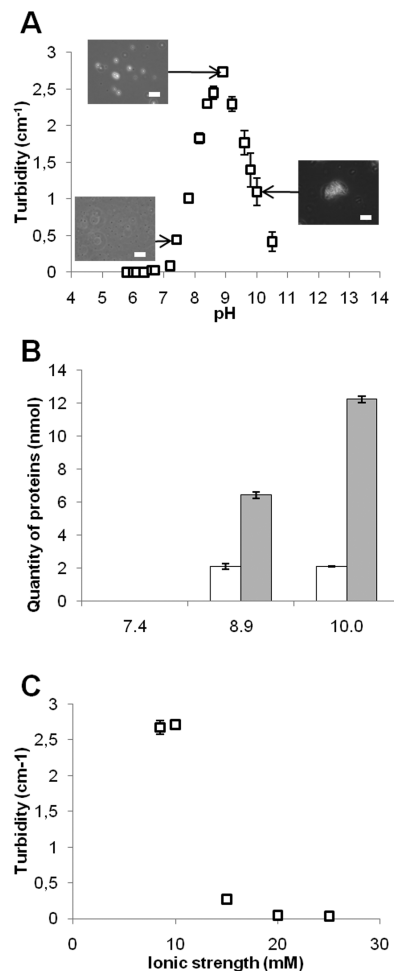 A
Turbidity (cm-1)
3
2,5
2
1,5
1
0,5
0
4 5 6 7 8 9 10 11 12 13 14
pH
B
Quantity of proteins (nmol)
14
12
10
8
6
4
2
0
7.4 8.9 10.0
C
Turbidity (cm-1)
3
2,5
2
1,5
1
0,5
0
0 10 20 30
Ionic strength (mM)